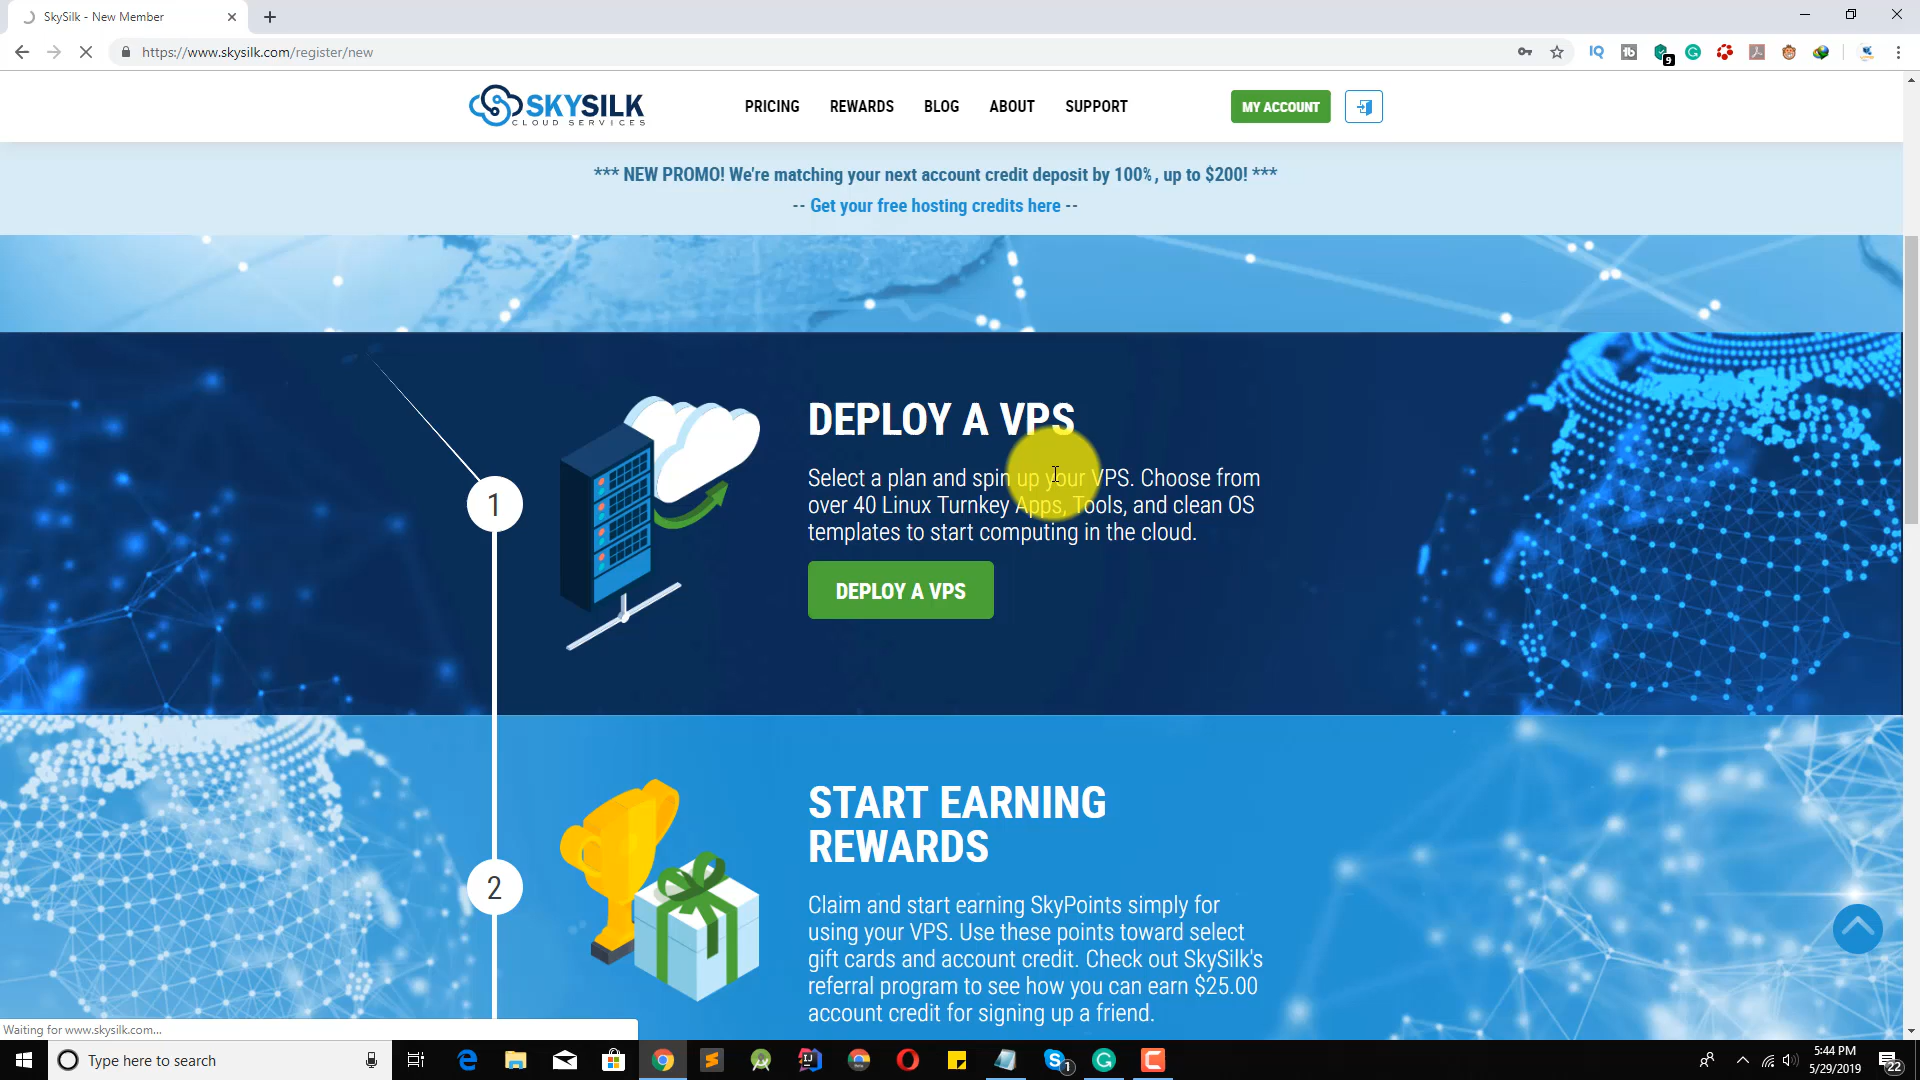 SkySilk - New Member
https://www.skysilk.com/register/new
9
SKYSILK
CLOUD SERVICES
PRICING
REWARDS
BLOG
ABOUT
SUPPORT
MY ACCOUNT
*** NEW PROMO! We're matching your next account credit deposit by 100%, up to $200! ***
-- Get your free hosting credits here --
DEPLOY A VPS
1
Select a plan and spin up your VPS. Choose from
over 40 Linux Turnkey Apps, Tools, and clean OS
templates to start computing in the cloud.
DEPLOY A VPS
START EARNING
REWARDS
2
Claim and start earning SkyPoints simply for
using your VPS. Use these points toward select
gift cards and account credit. Check out SkySilk's
referral program to see how you can earn $25.00
account credit for signing up a friend.
Waiting for www.skysilk.com...
Type here to search
1
5:44 PM
5/29/2019
22